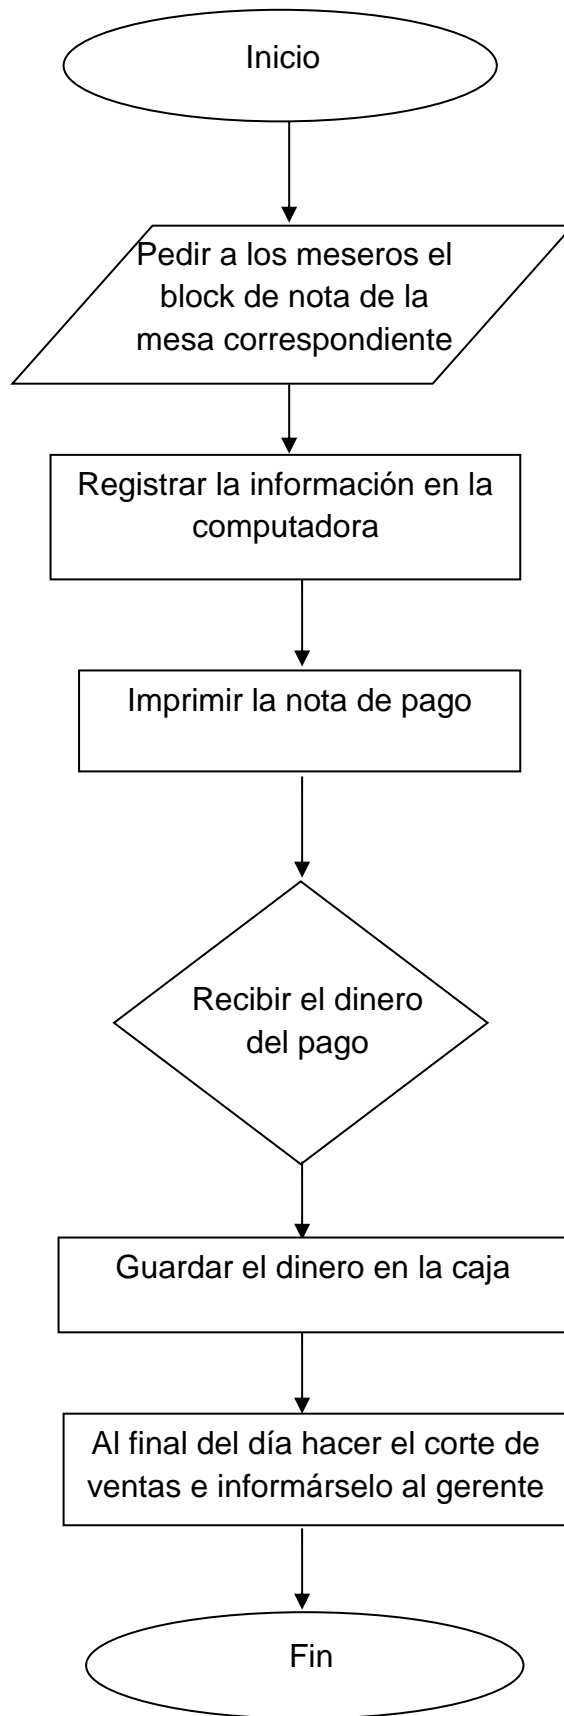 Inicio
Pedir a los meseros el
block de nota de la
mesa correspondiente
Registrar la información en la
computadora
Imprimir la nota de pago
Recibir el dinero
del pago
Guardar el dinero en la caja
Al final del día hacer el corte de
ventas e informárselo al gerente
Fin